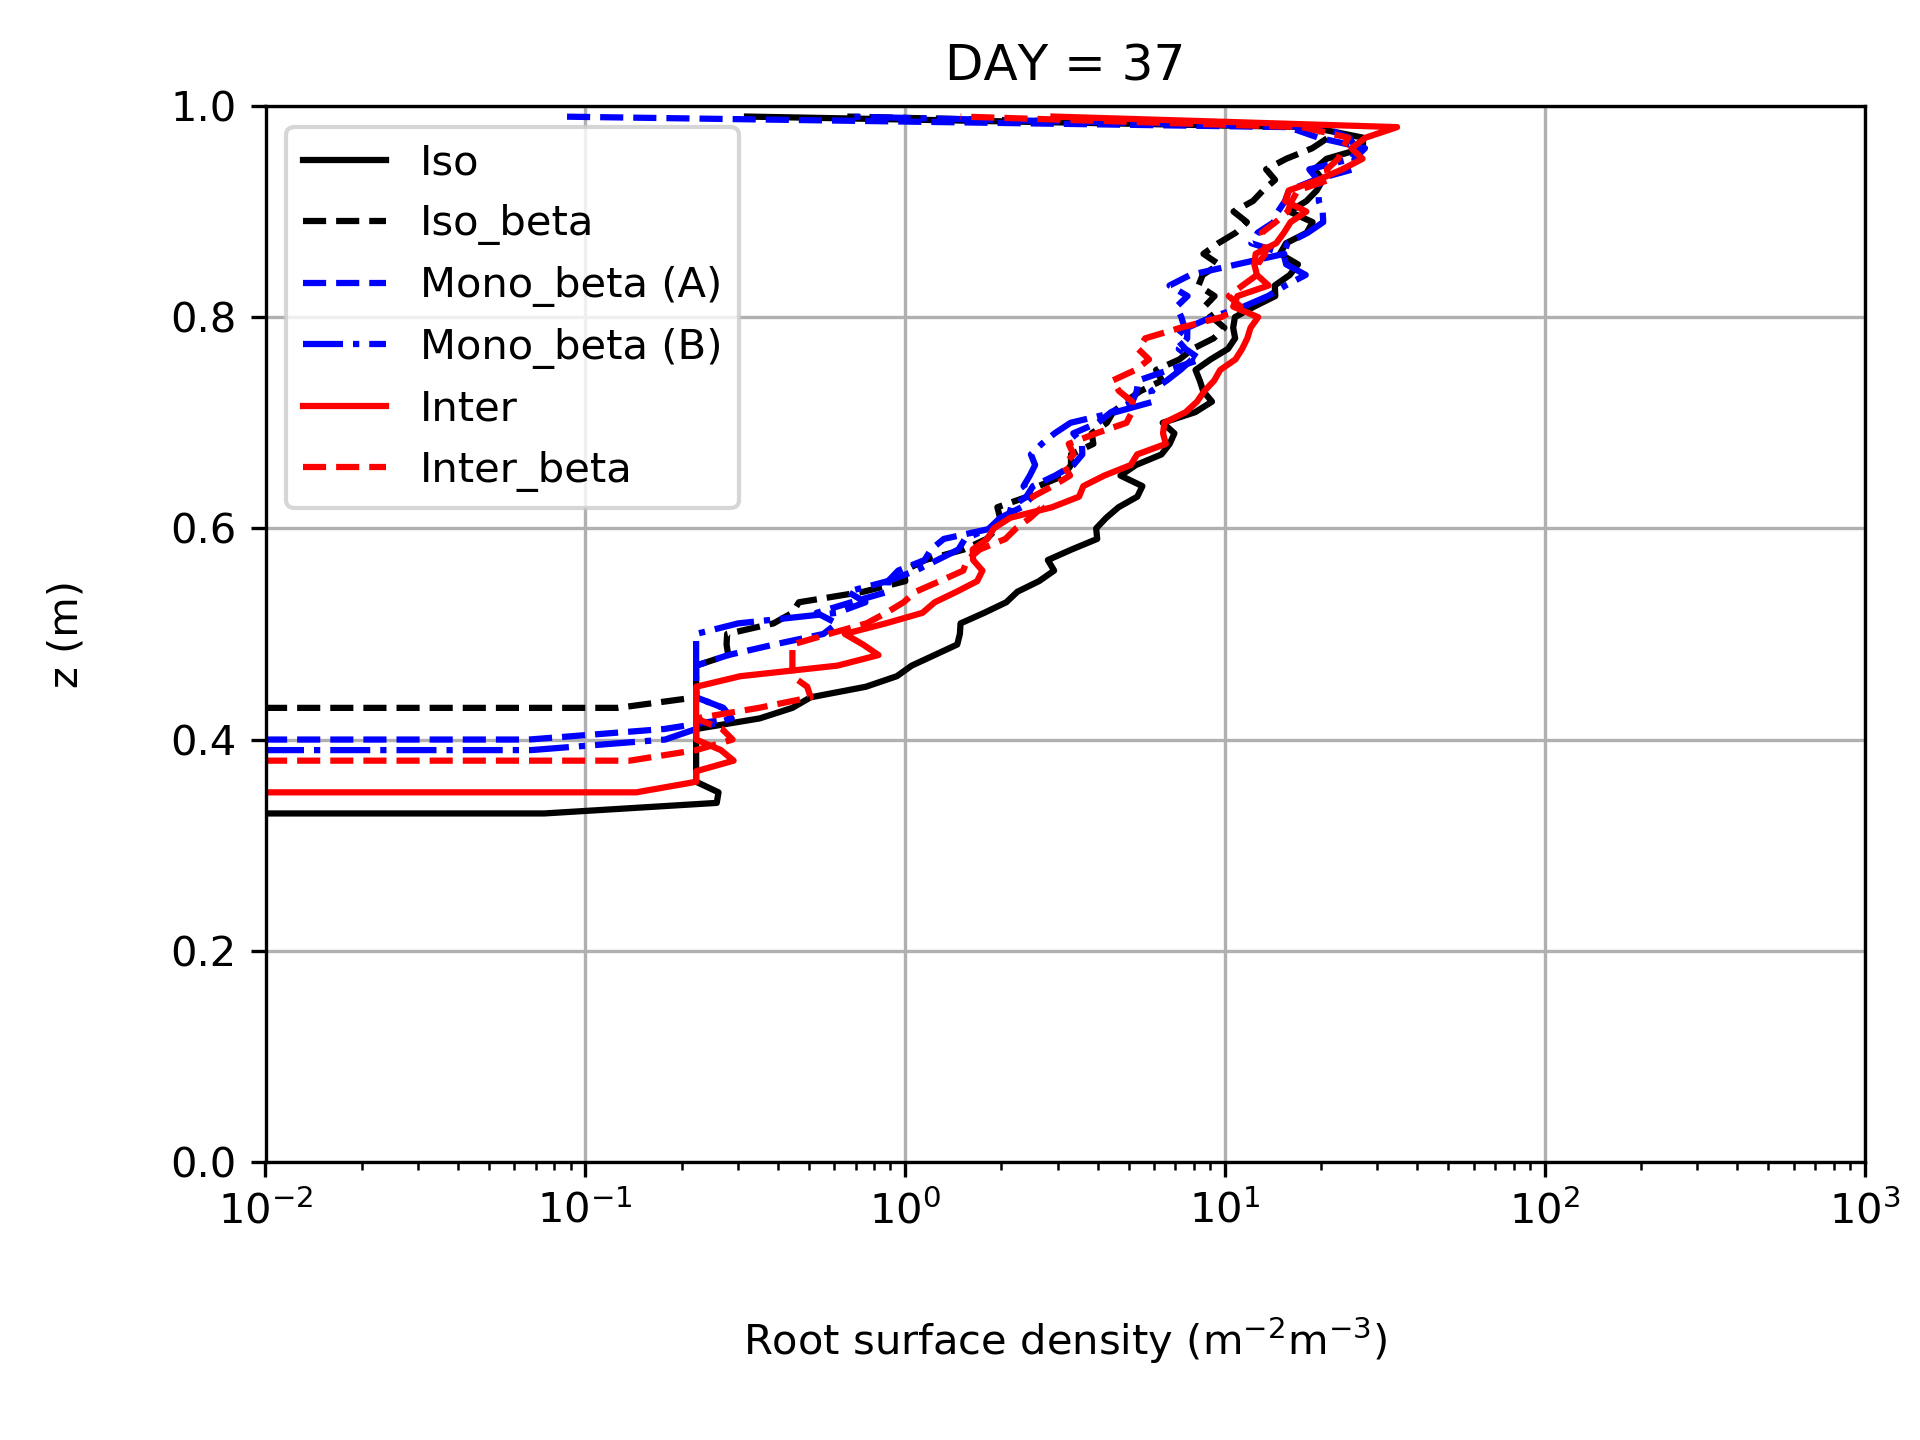 DAY = 37
1.0
0.8
0.6
0.4
0.2
0.0
z (m)
Iso
Iso_beta
Mono_beta (A)
Mono_beta (B)
Inter
Inter_beta
10⁻² 10⁻¹ 10⁰ 10¹ 10² 10³
Root surface density (m⁻²m⁻³)